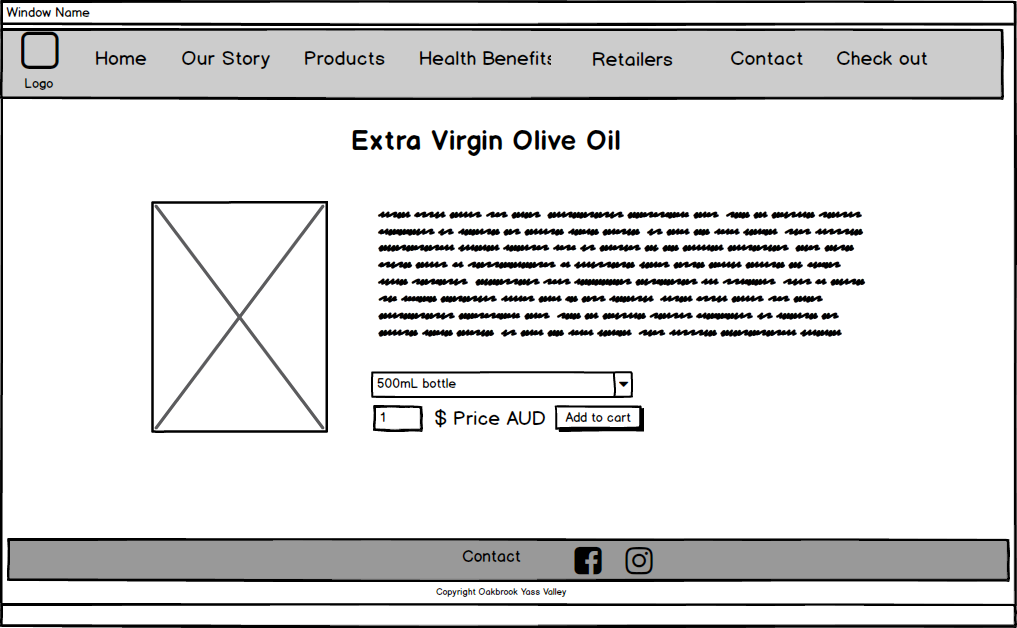 Window Name
Home Our Story Products Health Benefits Retailers Contact Check out
Logo
Extra Virgin Olive Oil
500mL bottle
1 $ Price AUD Add to cart
Contact
Copyright Oakbrook Yass Valley